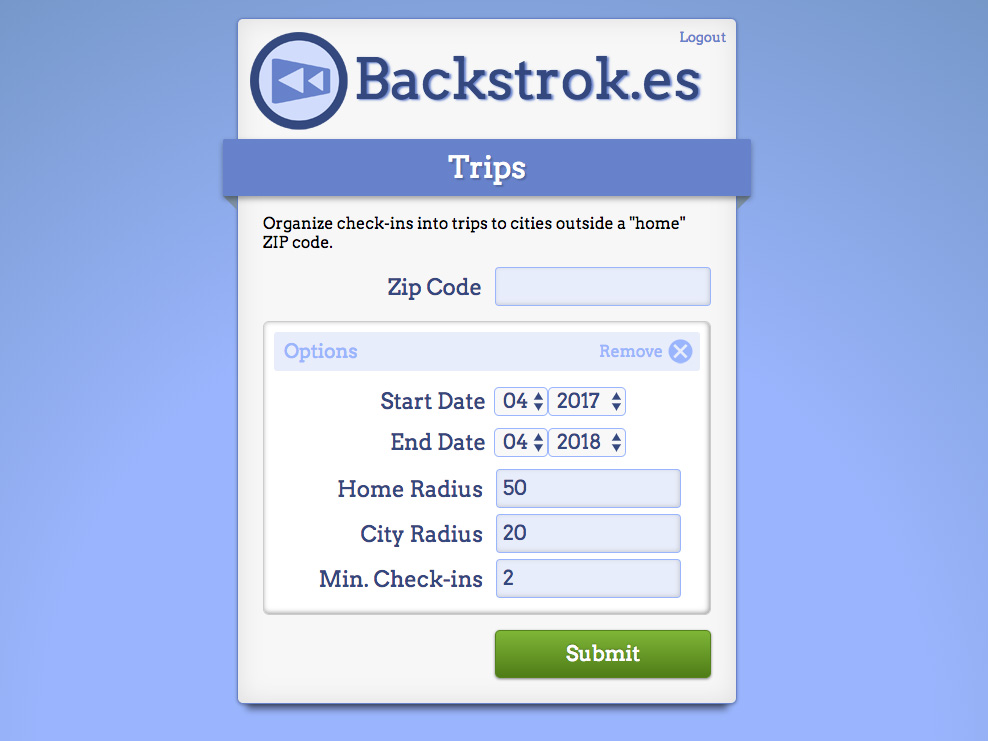 Logout
Backstrok.es
Trips
Organize check-ins into trips to cities outside a "home"
ZIP code.
Zip Code
Options Remove
Start Date 04 2017
End Date 04 2018
Home Radius 50
City Radius 20
Min. Check-ins 2
Submit